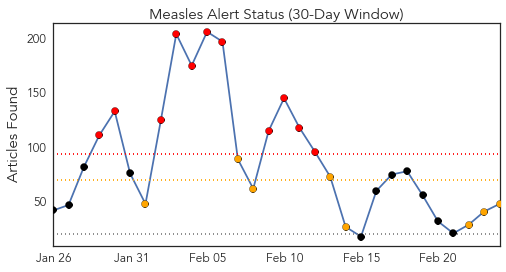 Measles Alert Status (30-Day Window)
Articles Found
200
150
100
50
Jan 26 Jan 31 Feb 05 Feb 10 Feb 15 Feb 20